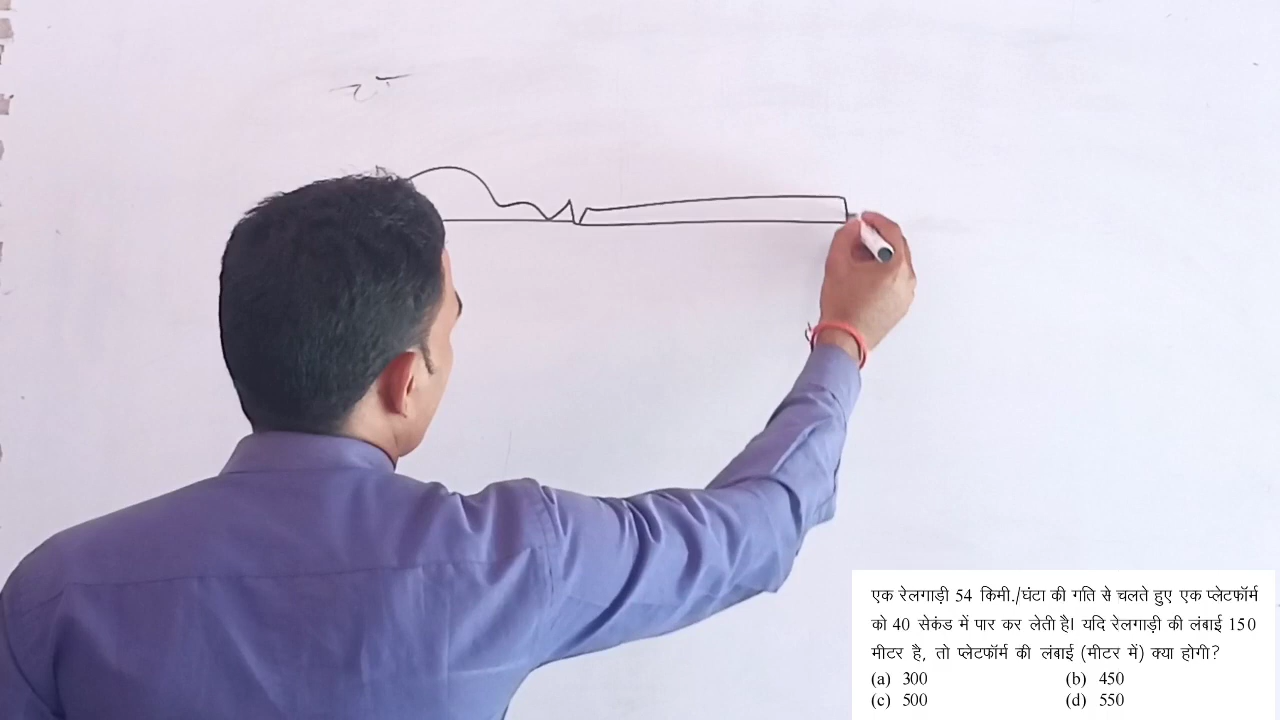 एक रेलगाड़ी 54 किमी./घंटा की गति से चलते हुए एक प्लेटफॉर्म
को 40 सेकंड में पार कर लेती है। यदि रेलगाड़ी की लंबाई 150
मीटर है, तो प्लेटफॉर्म की लंबाई (मीटर में) क्या होगी?
(a) 300 (b) 450
(c) 500 (d) 550